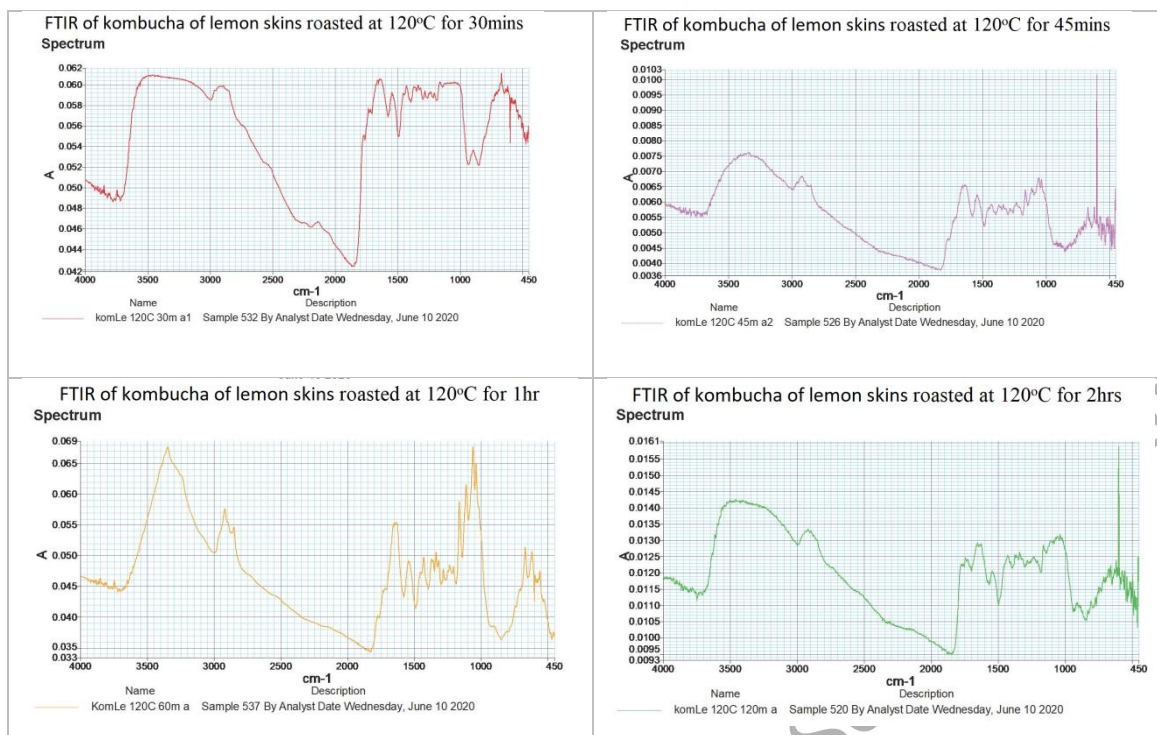 FTIR of kombucha of lemon skins roasted at 120°C for 30mins
Spectrum
0.062
0.060
0.058
0.056
0.054
0.052
0.050
0.048
0.046
0.044
0.042
A
4000 3500 3000 2500 2000 1500 1000 450
cm-1
Name Description
komLe 120C 30m a1 Sample 532 By Analyst Date Wednesday, June 10 2020
FTIR of kombucha of lemon skins roasted at 120°C for 45mins
Spectrum
0.0103
0.0100
0.0095
0.0090
0.0085
0.0080
0.0075
0.0070
0.0065
0.0060
0.0055
0.0050
0.0045
0.0040
0.0036
A
4000 3500 3000 2500 2000 1500 1000 450
cm-1
Name Description
komLe 120C 45m a2 Sample 526 By Analyst Date Wednesday, June 10 2020
FTIR of kombucha of lemon skins roasted at 120°C for 1hr
Spectrum
0.069
0.065
0.060
0.055
0.050
0.045
0.040
0.035
0.033
A
4000 3500 3000 2500 2000 1500 1000 450
cm-1
Name Description
KomLe 120C 60m a Sample 537 By Analyst Date Wednesday, June 10 2020
FTIR of kombucha of lemon skins roasted at 120°C for 2hrs
Spectrum
0.0161
0.0155
0.0150
0.0145
0.0140
0.0135
0.0130
0.0125
0.0120
0.0115
0.0110
0.0105
0.0100
0.0095
0.0093
A
4000 3500 3000 2500 2000 1500 1000 450
cm-1
Name Description
komLe 120C 120m a Sample 520 By Analyst Date Wednesday, June 10 2020